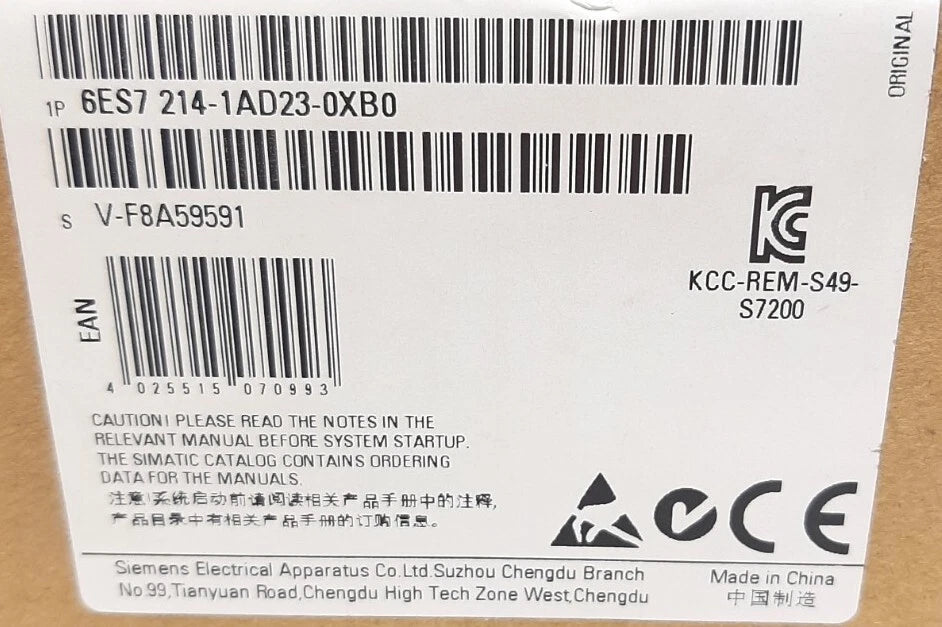 ORIGINAL
1P 6ES7 214-1AD23-0XB0
S V-F8A59591
KCC-REM-S49-
S7200
EAN
4 025515 070993
CAUTION! PLEASE READ THE NOTES IN THE
RELEVANT MANUAL BEFORE SYSTEM STARTUP.
THE SIMATIC CATALOG CONTAINS ORDERING
DATA FOR THE MANUALS.
注意!系统启动前请阅读相关产品手册中的注释,
产品目录中有相关产品手册的订购信息。
CE
Siemens Electrical Apparatus Co.Ltd.Suzhou Chengdu Branch
No.99,Tianyuan Road,Chengdu High Tech Zone West,Chengdu
Made in China
中国制造